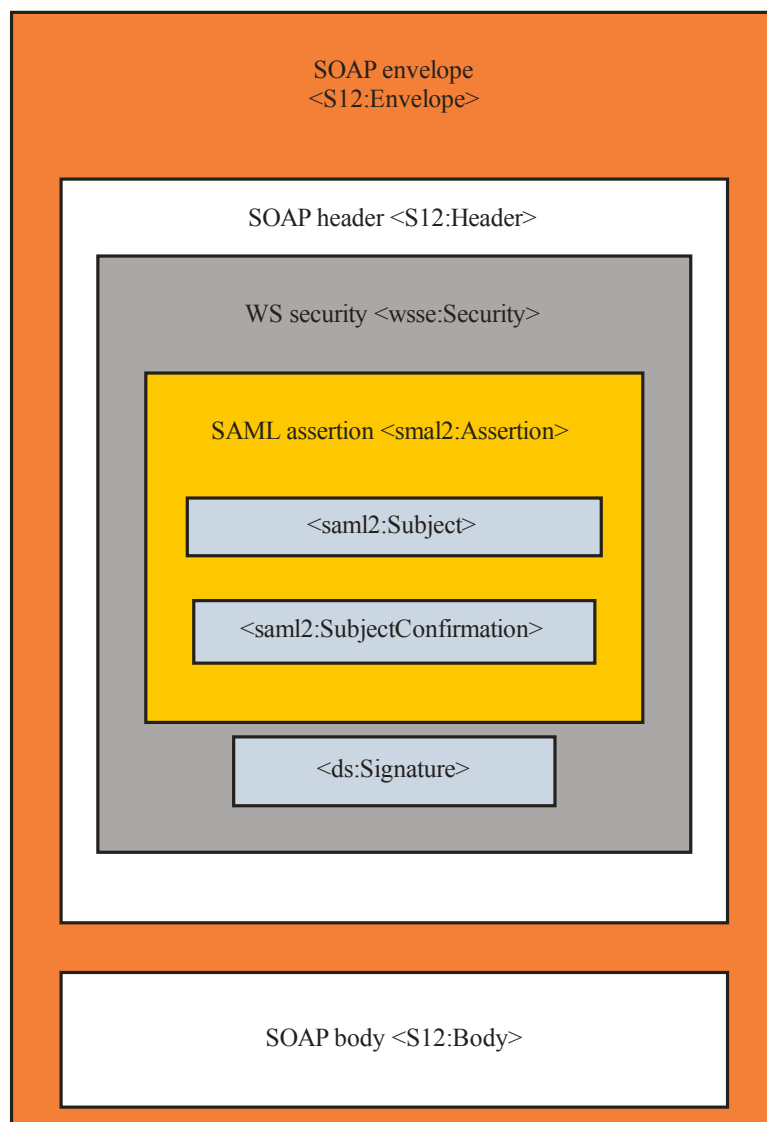 SOAP envelope
<S12:Envelope>
SOAP header <S12:Header>
WS security <wsse:Security>
SAML assertion <smal2:Assertion>
<saml2:Subject>
<saml2:SubjectConfirmation>
<ds:Signature>
SOAP body <S12:Body>